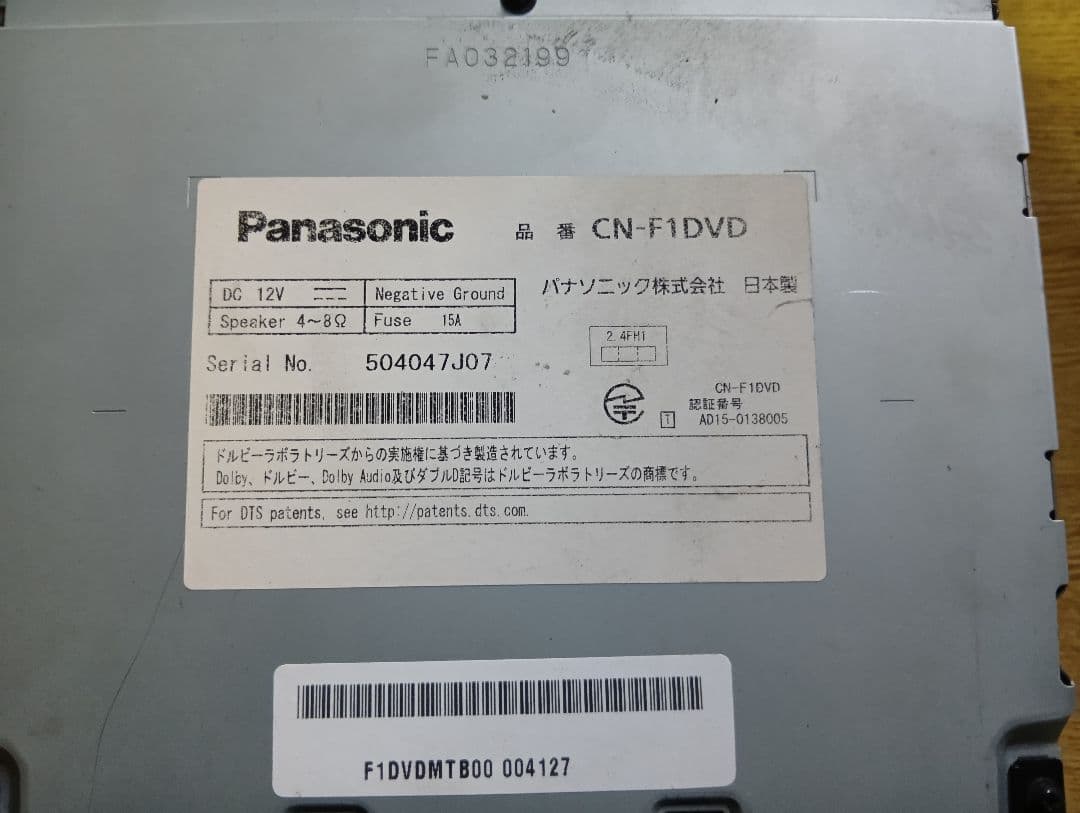 FA032199
Panasonic 品 番 CN-F1DVD
DC 12V Negative Ground
Speaker 4～8Ω Fuse 15A
パナソニック株式会社 日本製
2.4FH1
Serial No. 504047J07
CN-F1DVD
認証番号
T AD15-0138005
ドルビーラボラトリーズからの実施権に基づき製造されています。
Dolby、ドルビー、Dolby Audio及びダブルD記号はドルビーラボラトリーズの商標です。
For DTS patents, see http://patents.dts.com.
F1DVDMTB00 004127